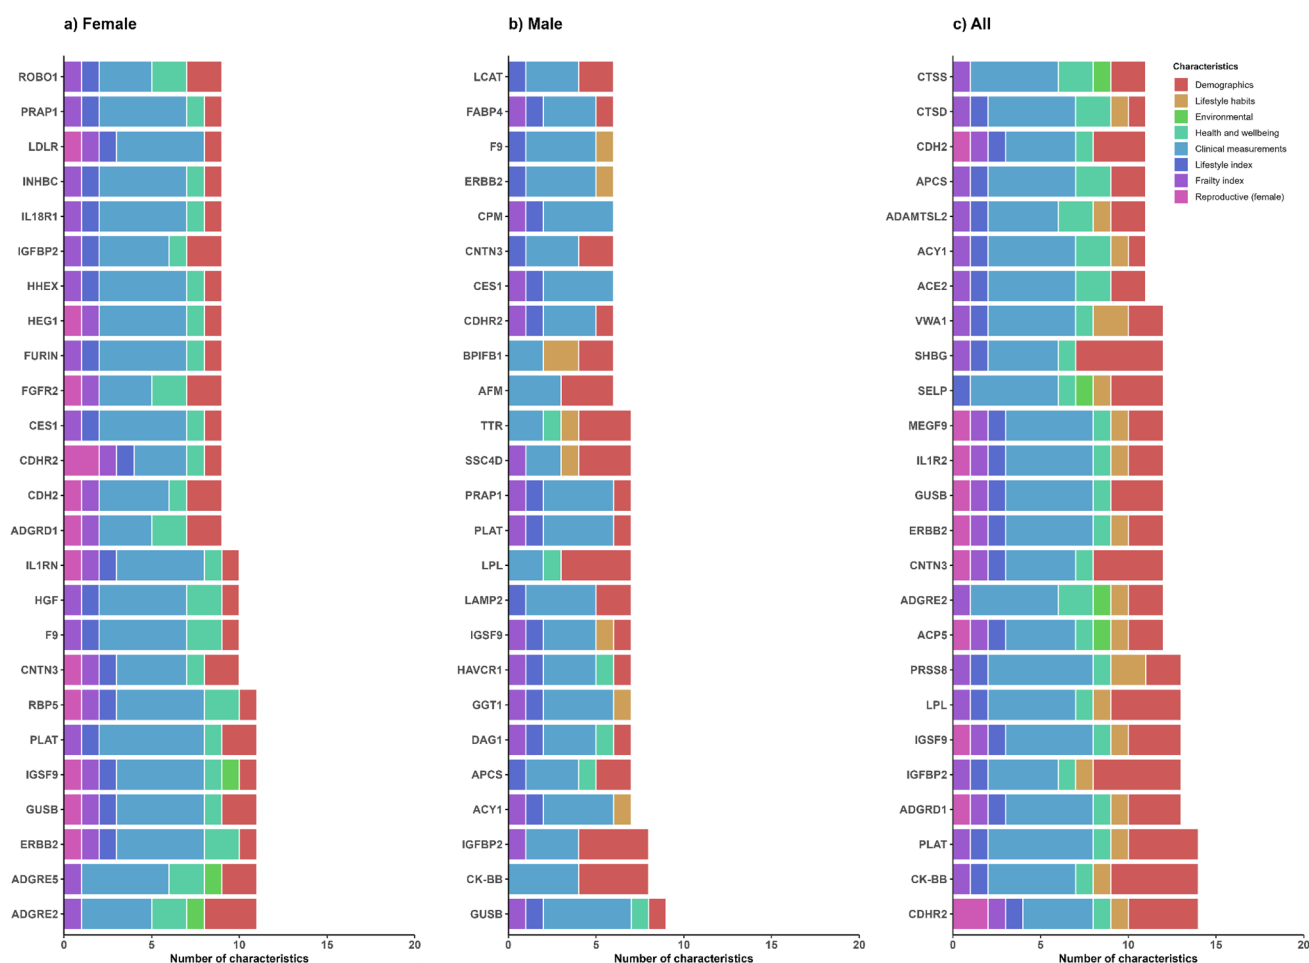 a) Female
ROBO1
PRAP1
LDLR
INHBC
IL18R1
IGFBP2
HHEX
HEG1
FURIN
FGFR2
CES1
CDHR2
CDH2
ADGRD1
IL1RN
HGF
F9
CNTN3
RBP5
PLAT
IGSF9
GUSB
ERBB2
ADGRE5
ADGRE2
0 5 10 15 20
Number of characteristics
b) Male
LCAT
FABP4
F9
ERBB2
CPM
CNTN3
CES1
CDHR2
BPIFB1
AFM
TTR
SSC4D
PRAP1
PLAT
LPL
LAMP2
IGSF9
HAVCR1
GGT1
DAG1
APCS
ACY1
IGFBP2
CK-BB
GUSB
0 5 10 15 20
Number of characteristics
c) All
CTSS
CTSD
CDH2
APCS
ADAMTSL2
ACY1
ACE2
VWA1
SHBG
SELP
MEGF9
IL1R2
GUSB
ERBB2
CNTN3
ADGRE2
ACP5
PRSS8
LPL
IGSF9
IGFBP2
ADGRD1
PLAT
CK-BB
CDHR2
0 5 10 15 20
Number of characteristics
Characteristics
Demographics
Lifestyle habits
Environmental
Health and wellbeing
Clinical measurements
Lifestyle index
Frailty index
Reproductive (female)